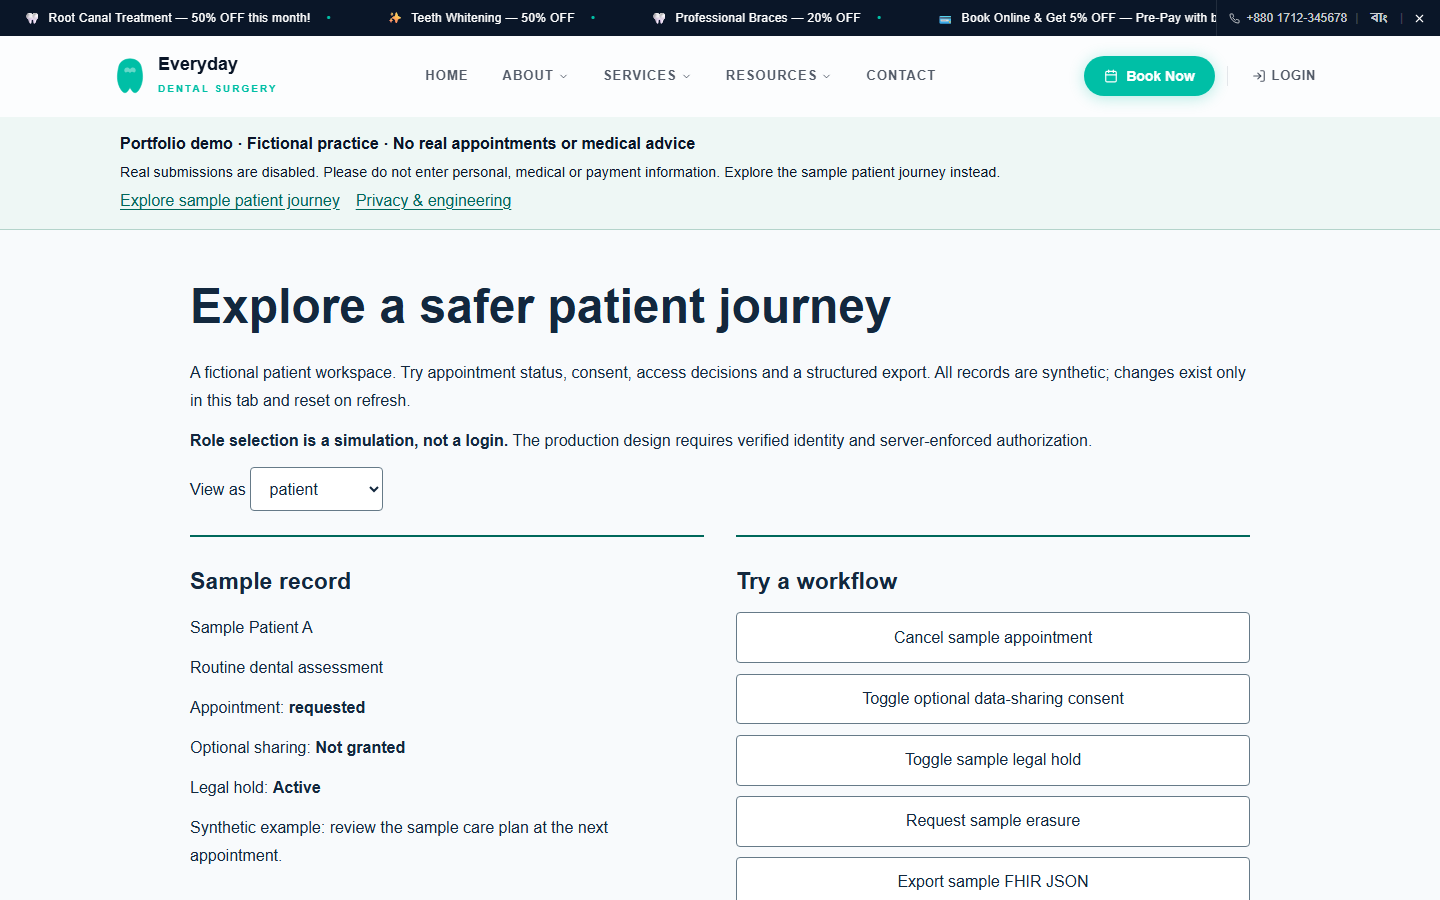 Root Canal Treatment — 50% OFF this month! • Teeth Whitening — 50% OFF • Professional Braces — 20% OFF • Book Online & Get 5% OFF — Pre-Pay with +880 1712-345678 বাং ×
Everyday
DENTAL SURGERY
HOME ABOUT SERVICES RESOURCES CONTACT Book Now LOGIN
Portfolio demo · Fictional practice · No real appointments or medical advice
Real submissions are disabled. Please do not enter personal, medical or payment information. Explore the sample patient journey instead.
Explore sample patient journey Privacy & engineering
Explore a safer patient journey
A fictional patient workspace. Try appointment status, consent, access decisions and a structured export. All records are synthetic; changes exist only
in this tab and reset on refresh.
Role selection is a simulation, not a login. The production design requires verified identity and server-enforced authorization.
View as patient
Sample record
Sample Patient A
Routine dental assessment
Appointment: requested
Optional sharing: Not granted
Legal hold: Active
Synthetic example: review the sample care plan at the next
appointment.
Try a workflow
Cancel sample appointment
Toggle optional data-sharing consent
Toggle sample legal hold
Request sample erasure
Export sample FHIR JSON